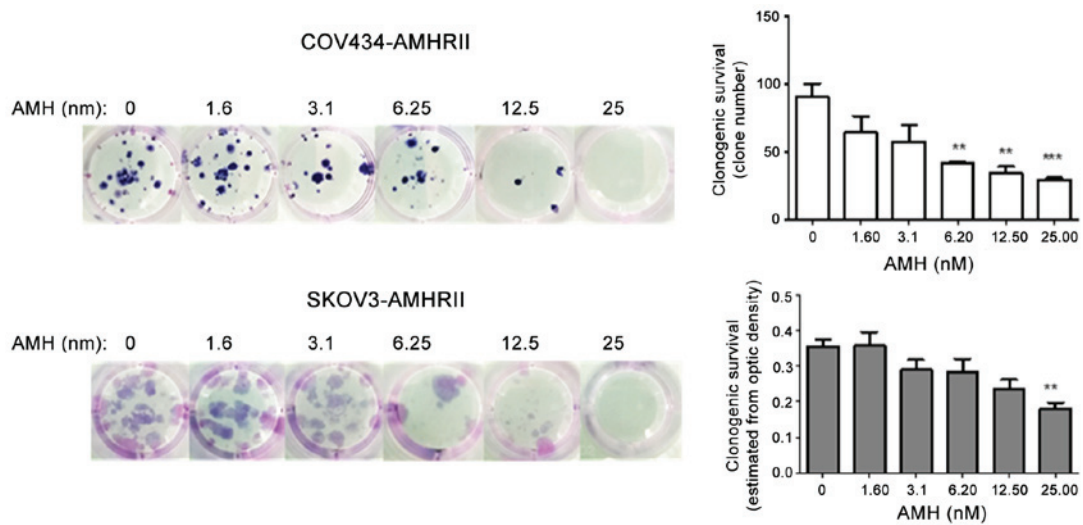 COV434-AMHRII
AMH (nm): 0 1.6 3.1 6.25 12.5 25
150
100
50
0
Clonogenic survival
(clone number)
** ** ***
0 1.60 3.1 6.20 12.50 25.00
AMH (nM)
SKOV3-AMHRII
AMH (nm): 0 1.6 3.1 6.25 12.5 25
0.5
0.4
0.3
0.2
0.1
0.0
Clonogenic survival
(estimated from optic density)
**
0 1.60 3.1 6.20 12.50 25.00
AMH (nM)